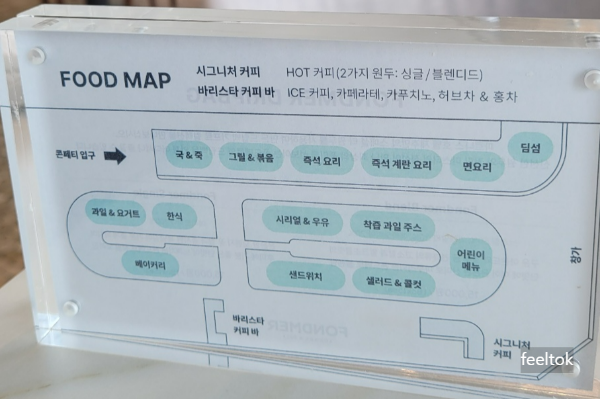 FOOD MAP
시그니처 커피 HOT 커피(2가지 원두: 싱글 / 블렌디드)
바리스타 커피 바 ICE 커피, 카페라테, 카푸치노, 허브차 & 홍차
콘페티 입구
국 & 죽
그릴 & 볶음
즉석 요리
즉석 계란 요리
면요리
딤섬
과일 & 요거트
한식
베이커리
시리얼 & 우유
착즙 과일 주스
어린이
메뉴
샌드위치
샐러드 & 콜컷
창가
바리스타
커피 바
시그니처
커피
feeltok